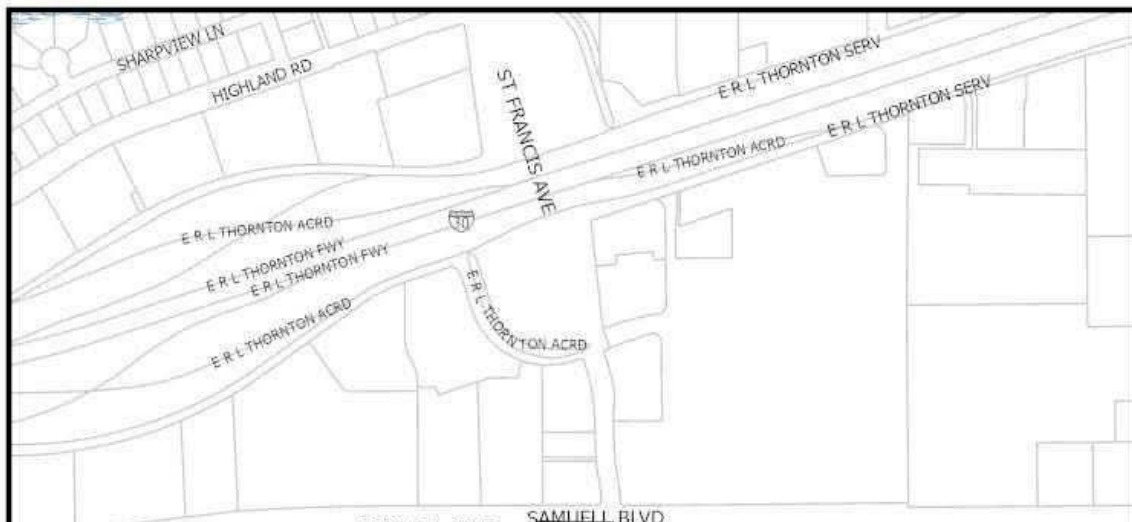 SHARPVIEW LN
HIGHLAND RD
ST FRANCIS AVE
E R L THORNTON SERV
E R L THORNTON SERV
E R L THORNTON ACRD
E R L THORNTON ACRD
30
E R L THORNTON FWY
E R L THORNTON FWY
E R L THORNTON ACRD
E R L THORNTON ACRD
SAMUELL BLVD